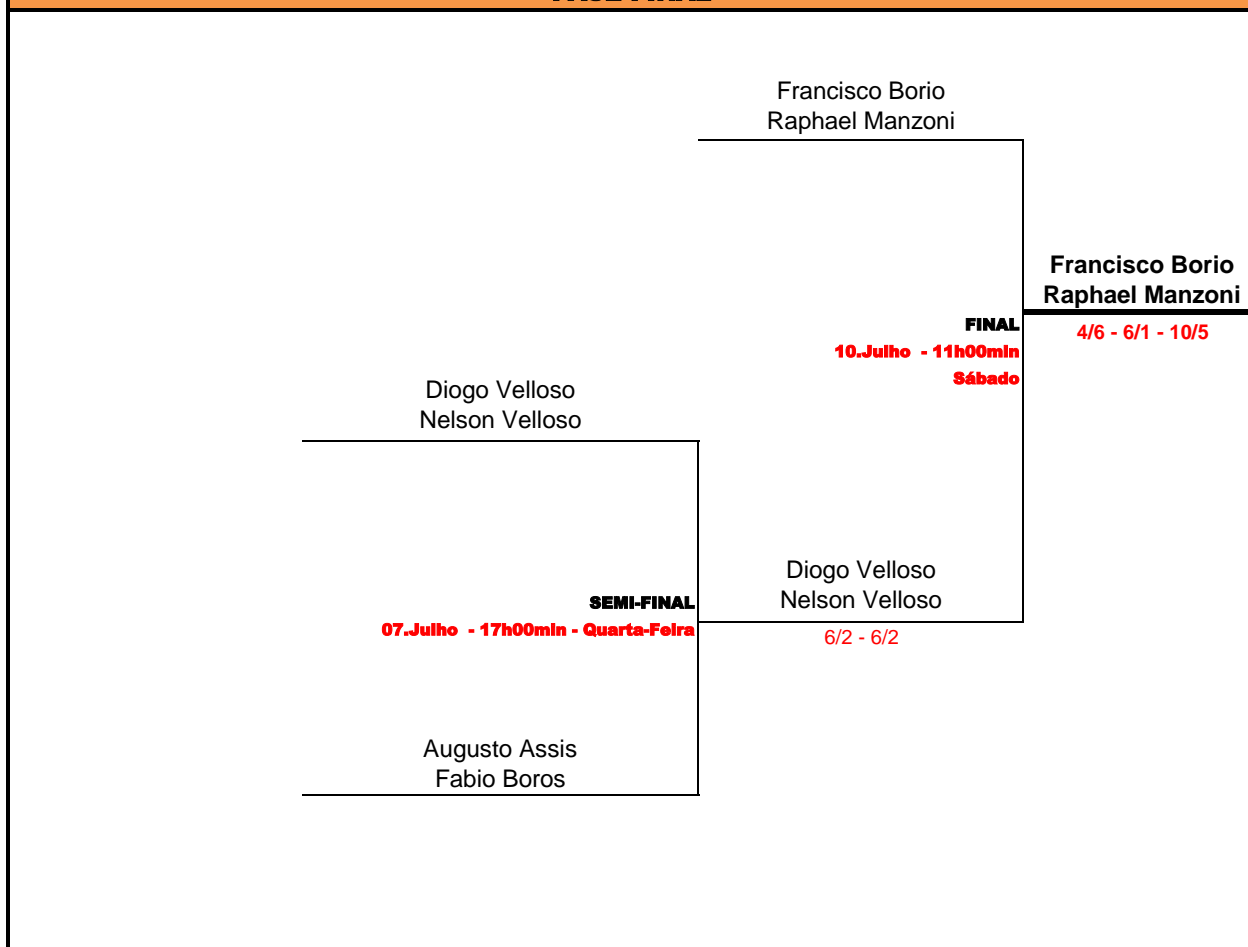 Francisco Borio
Raphael Manzoni
Francisco Borio
Raphael Manzoni
FINAL
4/6 - 6/1 - 10/5
10.Julho - 11h00min
Sábado
Diogo Velloso
Nelson Velloso
Diogo Velloso
Nelson Velloso
SEMI-FINAL
07.Julho - 17h00min - Quarta-Feira
6/2 - 6/2
Augusto Assis
Fabio Boros